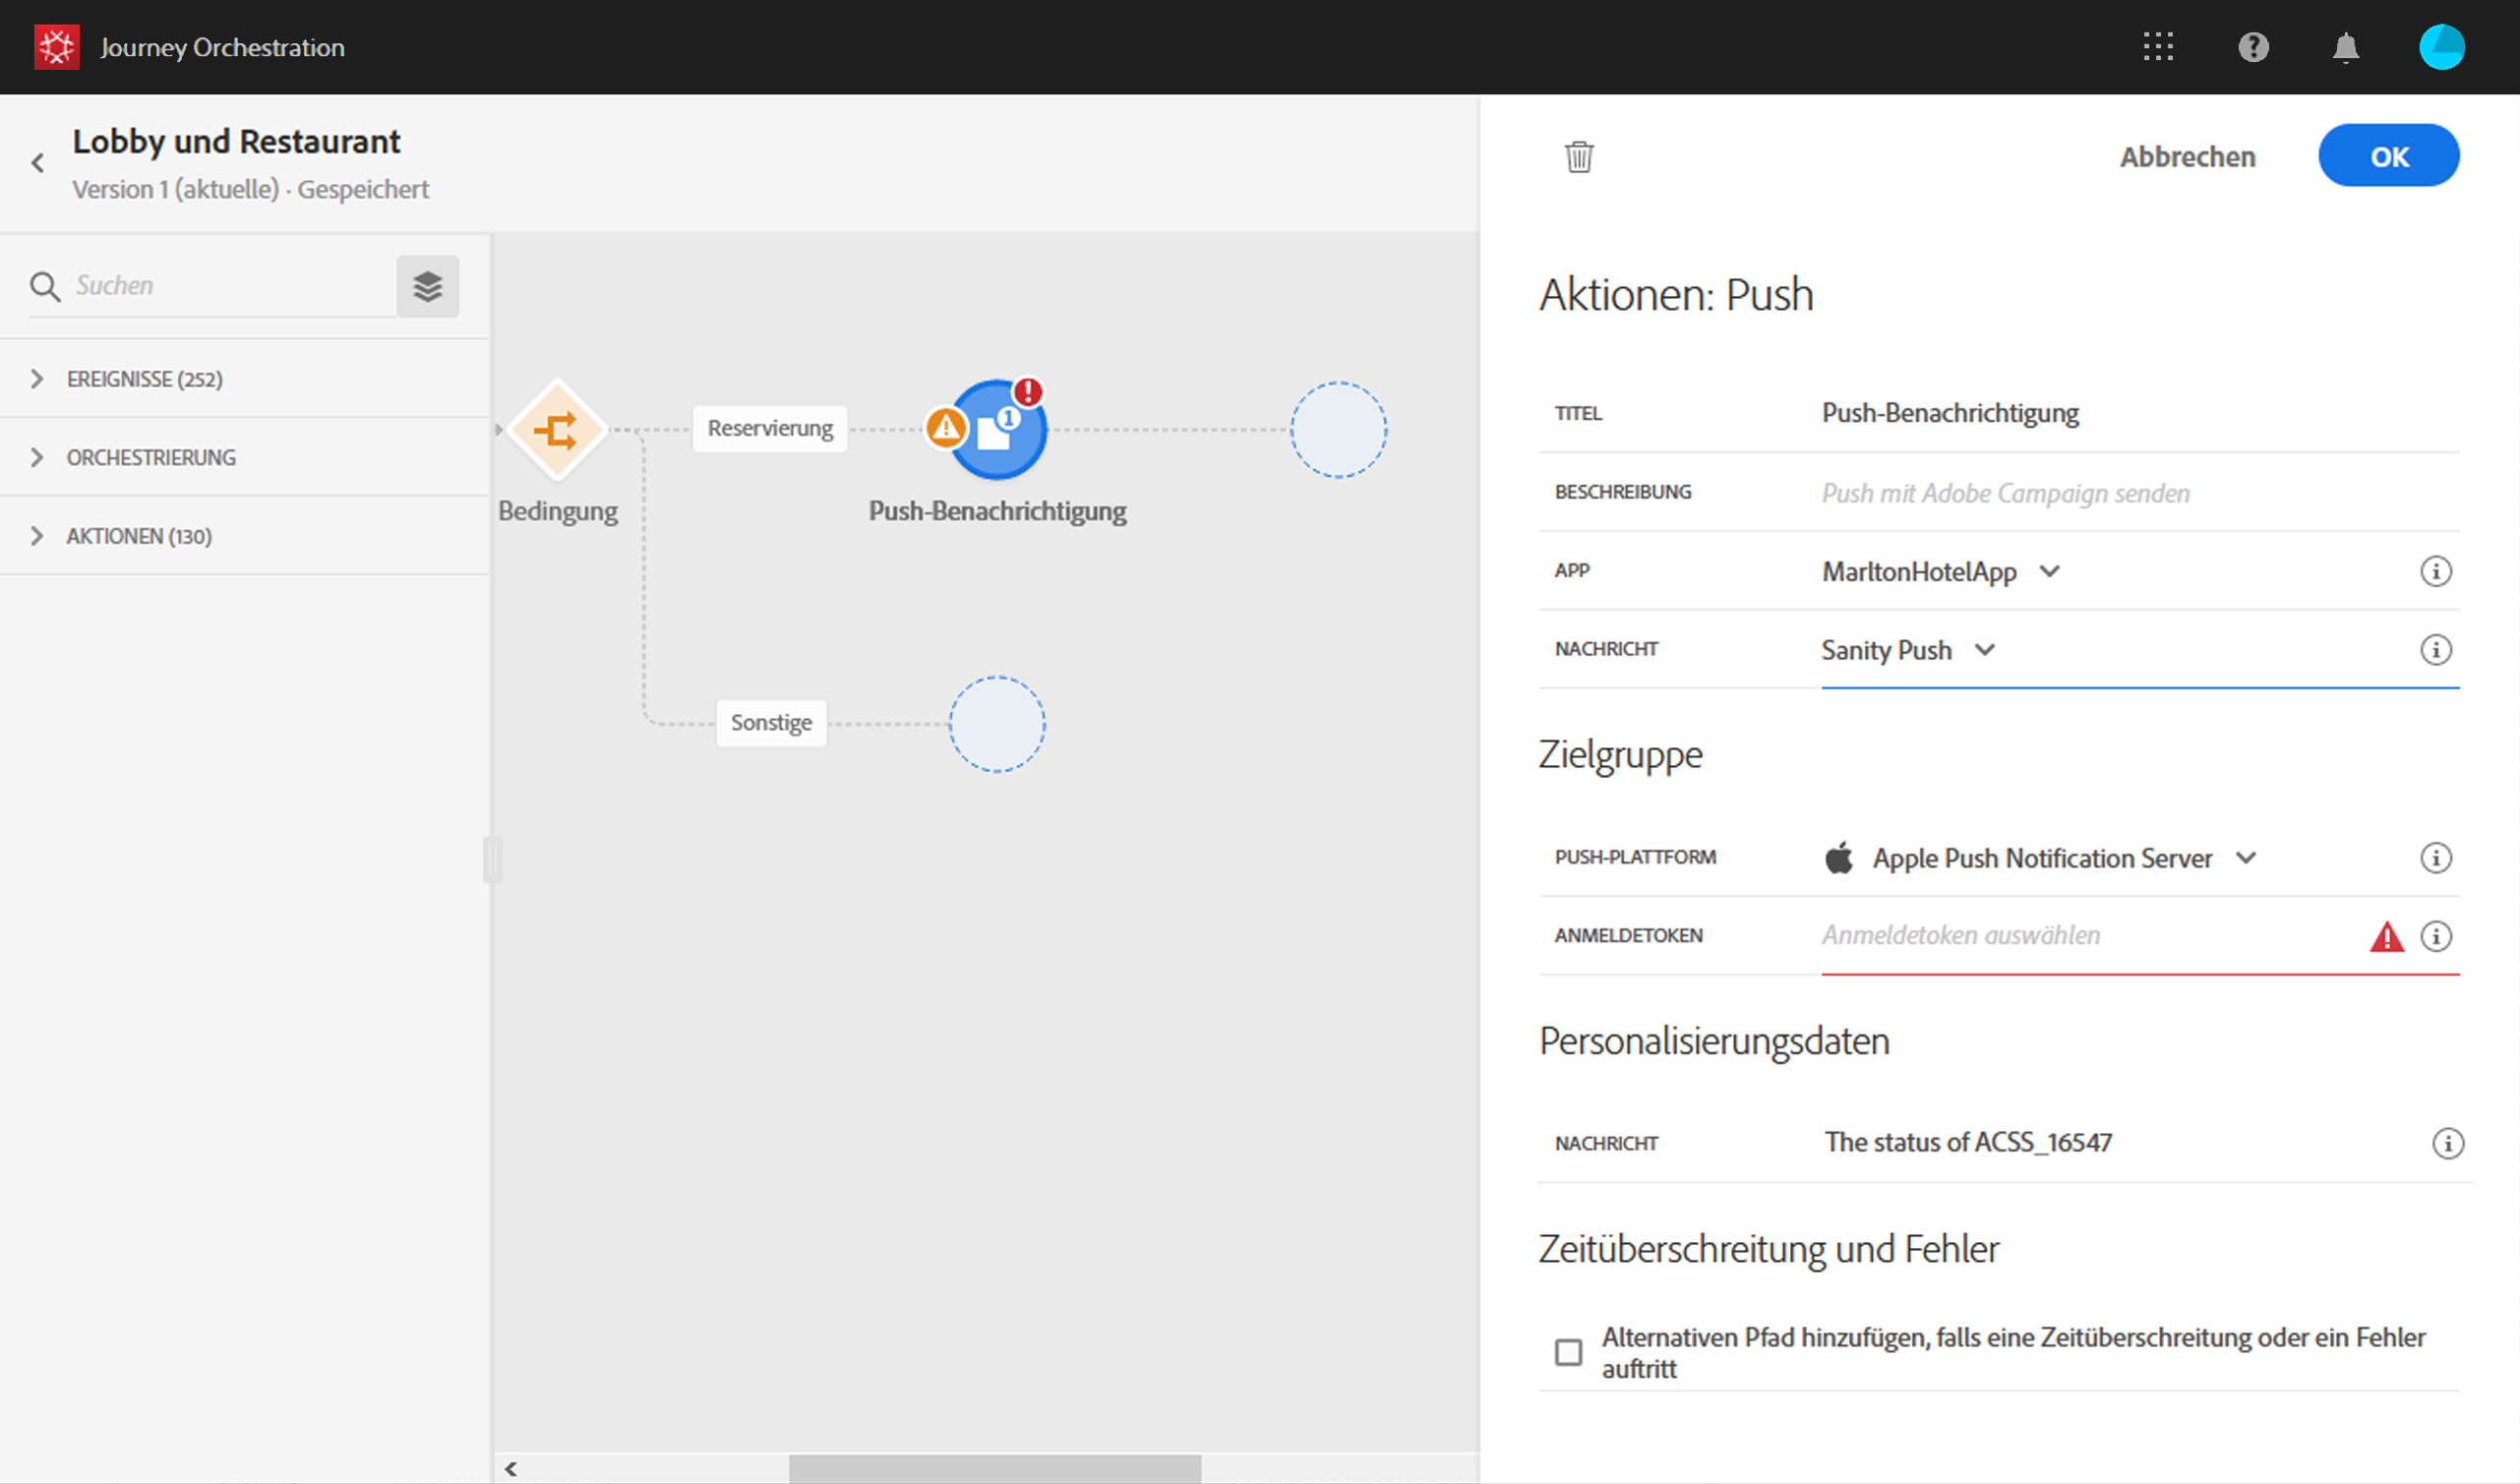 Journey Orchestration
Lobby und Restaurant
Version 1 (aktuelle) · Gespeichert
Suchen
EREIGNISSE (252)
ORCHESTRIERUNG
AKTIONEN (130)
Bedingung
Reservierung
1
Push-Benachrichtigung
Sonstige
Abbrechen
OK
Aktionen: Push
TITEL
Push-Benachrichtigung
BESCHREIBUNG
Push mit Adobe Campaign senden
APP
MarltonHotelApp
NACHRICHT
Sanity Push
Zielgruppe
PUSH-PLATTFORM
Apple Push Notification Server
ANMELDETOKEN
Anmeldetoken auswählen
Personalisierungsdaten
NACHRICHT
The status of ACSS_16547
Zeitüberschreitung und Fehler
Alternativen Pfad hinzufügen, falls eine Zeitüberschreitung oder ein Fehler
auftritt